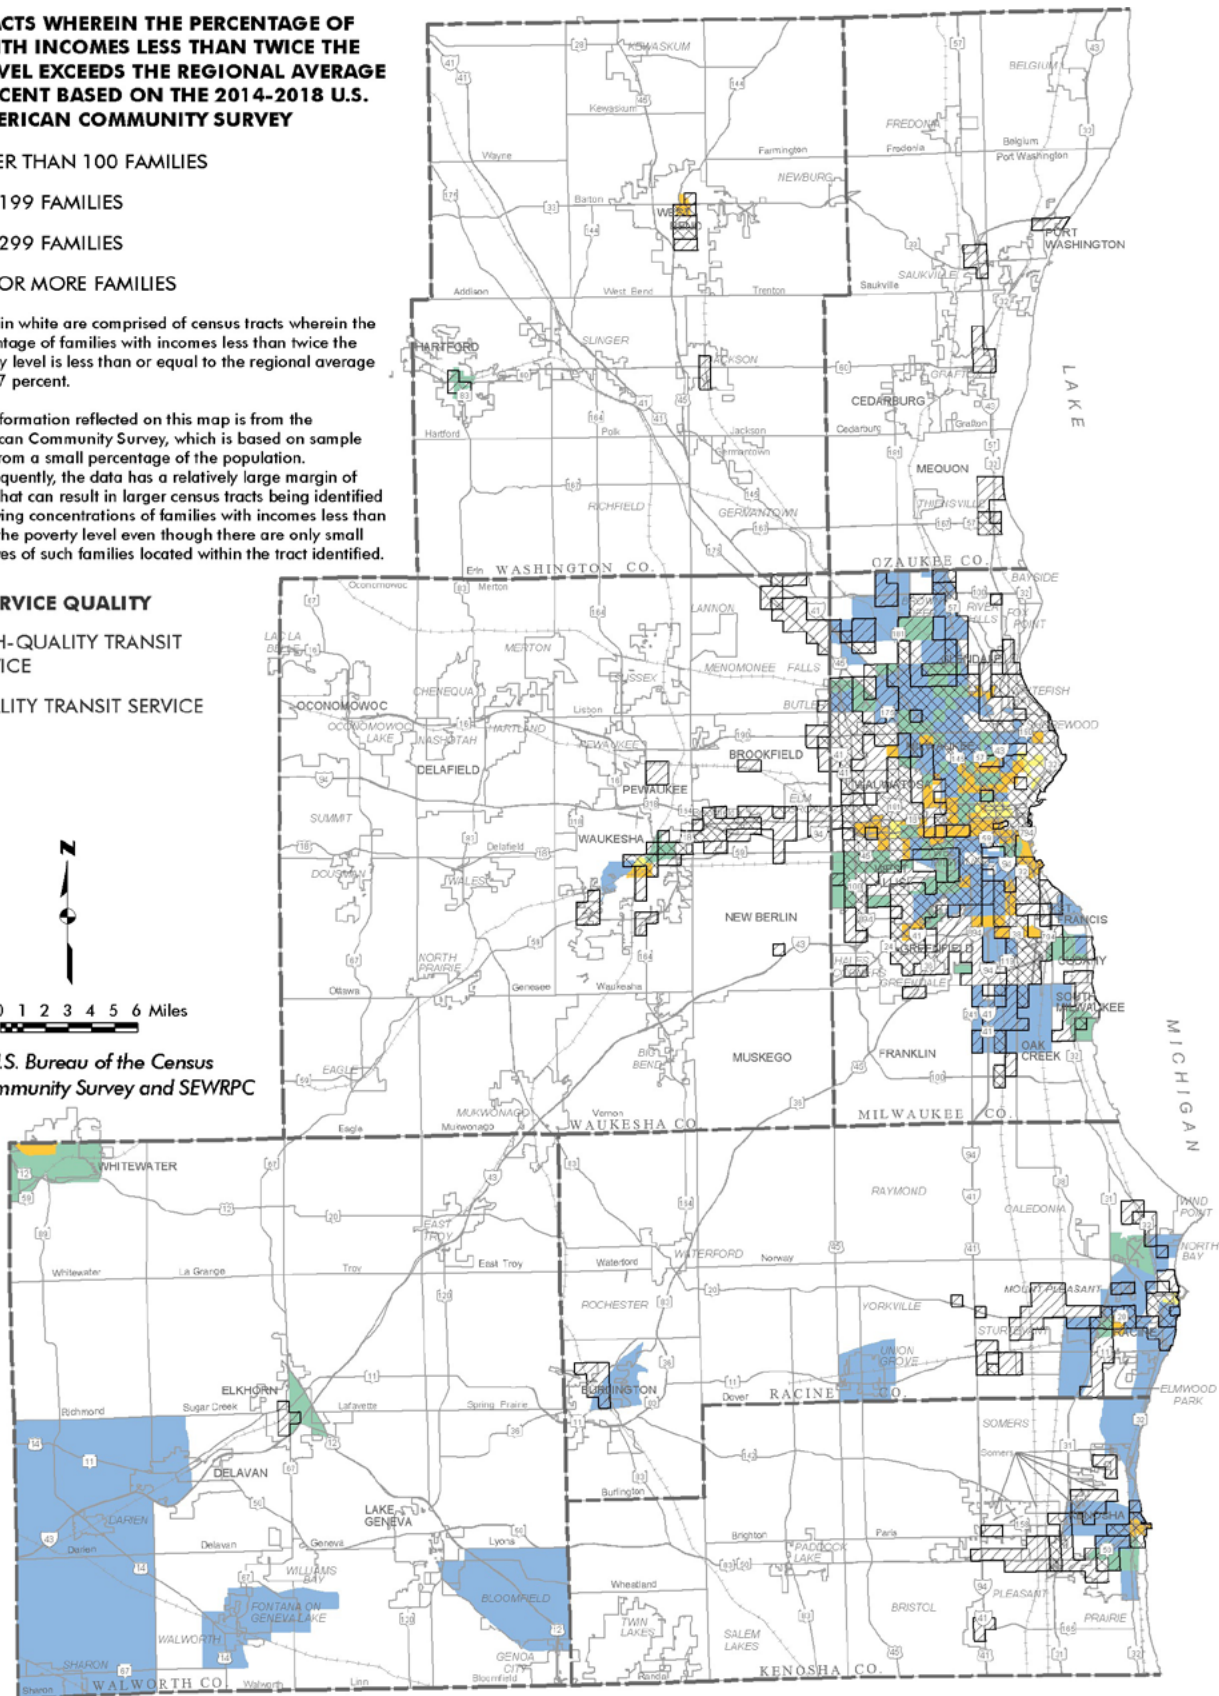 ACTS WHEREIN THE PERCENTAGE OF
ITH INCOMES LESS THAN TWICE THE
VEL EXCEEDS THE REGIONAL AVERAGE
CENT BASED ON THE 2014-2018 U.S.
ERICAN COMMUNITY SURVEY
ER THAN 100 FAMILIES
199 FAMILIES
299 FAMILIES
OR MORE FAMILIES
in white are comprised of census tracts wherein the
ntage of families with incomes less than twice the
y level is less than or equal to the regional average
7 percent.
formation reflected on this map is from the
can Community Survey, which is based on sample
rom a small percentage of the population.
quently, the data has a relatively large margin of
hat can result in larger census tracts being identified
ving concentrations of families with incomes less than
the poverty level even though there are only small
res of such families located within the tract identified.
RVICE QUALITY
H-QUALITY TRANSIT
VICE
LITY TRANSIT SERVICE
N
0 1 2 3 4 5 6 Miles
.S. Bureau of the Census
mmunity Survey and SEWRPC
KEWASKUM
Kewaskum
Wayne
Farmington
NEWBURG
Barton
Addison
West Bend
Trenton
BELGIUM
FREDONIA
Fredonia
Belgium
Port Washington
PORT
WASHINGTON
SAUKVILLE
Saukville
HARTFORD
SLINGER
JACKSON
Hartford
Polk
Jackson
Germantown
GRAFTON
CEDARBURG
Cedarburg
Grafton
MEQUON
THIENSVILLE
RICHFIELD
GERMANTOWN
Erin
WASHINGTON CO.
OZAUKEE CO.
LAKE
MICHIGAN
Oconomowoc
Merton
LANNON
BAYSIDE
RIVER
HILLS
FOX
POINT
LAC LA
BELLE
MERTON
SUSSEX
MENOMONEE FALLS
GLENDALE
CHENEQUA
OCONOMOWOC
OCONOMOWOC
LAKE
NASHOTAH
HARTLAND
Lisbon
PEWAUKEE
BUTLER
BROOKFIELD
DELAFIELD
PEWAUKEE
MILWAUKEE
WAUWATOSA
ELM
SUMMIT
WAUKESHA
Delafield
DOUSMAN
WALES
NEW BERLIN
FRANCIS
GREENFIELD
CUDAHY
HALES
CORNERS
GREENDALE
NORTH
PRAIRIE
Ottawa
Genesee
Waukesha
SOUTH
MILWAUKEE
BIG
BEND
MUSKEGO
FRANKLIN
OAK
CREEK
EAGLE
MUKWONAGO
Eagle
Mukwonago
Vernon
WAUKESHA CO
MILWAUKEE CO.
WHITEWATER
RAYMOND
CALEDONIA
WIND
POINT
NORTH
BAY
EAST
TROY
Whitewater
La Grange
Troy
East Troy
Waterford
WATERFORD
Norway
ROCHESTER
YORKVILLE
MOUNT PLEASANT
STURTEVANT
RACINE
UNION
GROVE
ELMWOOD
PARK
BURLINGTON
Dover
RACINE CO.
ELKHORN
Richmond
Sugar Creek
Lafayette
Spring Prairie
SOMERS
Somers
DELAVAN
Burlington
LAKE
GENEVA
DARIEN
Darien
Delavan
Geneva
Lyons
Brighton
Paris
KENOSHA
PADDOCK
LAKE
WILLIAMS
BAY
FONTANA ON
GENEVA LAKE
BLOOMFIELD
Wheatland
PLEASANT
PRAIRIE
BRISTOL
TWIN
LAKES
SALEM
LAKES
WALWORTH
SHARON
Sharon
WALWORTH CO
Walworth
Linn
GENOA
CITY
Bloomfield
Randall
KENOSHA CO.